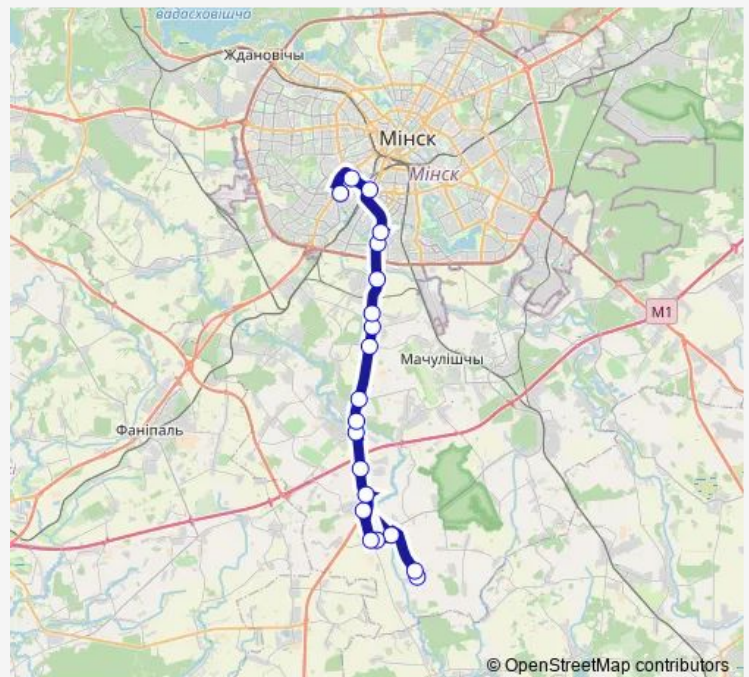 вадасховішча
Ждановічы
Мінск
Мінск
M1
Мачулішчы
Фаніпаль
© OpenStreetMap contributors